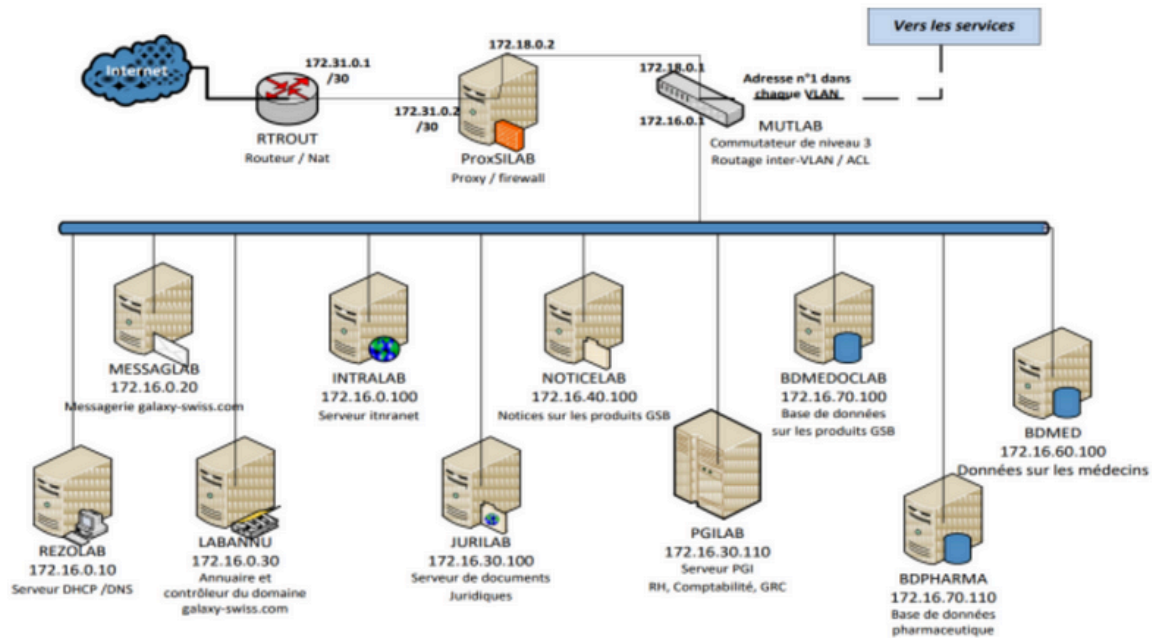 Internet
172.31.0.1
/30
RTROUT
Routeur / Nat
172.31.0.2
/30
172.18.0.2
ProxSILAB
Proxy / firewall
172.18.0.1
172.16.0.1
Adresse n°1 dans
chaque VLAN
MUTLAB
Commutateur de niveau 3
Routage inter-VLAN / ACL
Vers les services
MESSAGLAB
172.16.0.20
Messagerie galaxy-swiss.com
INTRALAB
172.16.0.100
Serveur itnranet
NOTICELAB
172.16.40.100
Notices sur les produits GSB
BDMEDOCLAB
172.16.70.100
Base de données
sur les produits GSB
BDMED
172.16.60.100
Données sur les médecins
REZOLAB
172.16.0.10
Serveur DHCP /DNS
LABANNU
172.16.0.30
Annuaire et
contrôleur du domaine
galaxy-swiss.com
JURILAB
172.16.30.100
Serveur de documents
Juridiques
PGILAB
172.16.30.110
Serveur PGI
RH, Comptabilité, GRC
BDPHARMA
172.16.70.110
Base de données
pharmaceutique